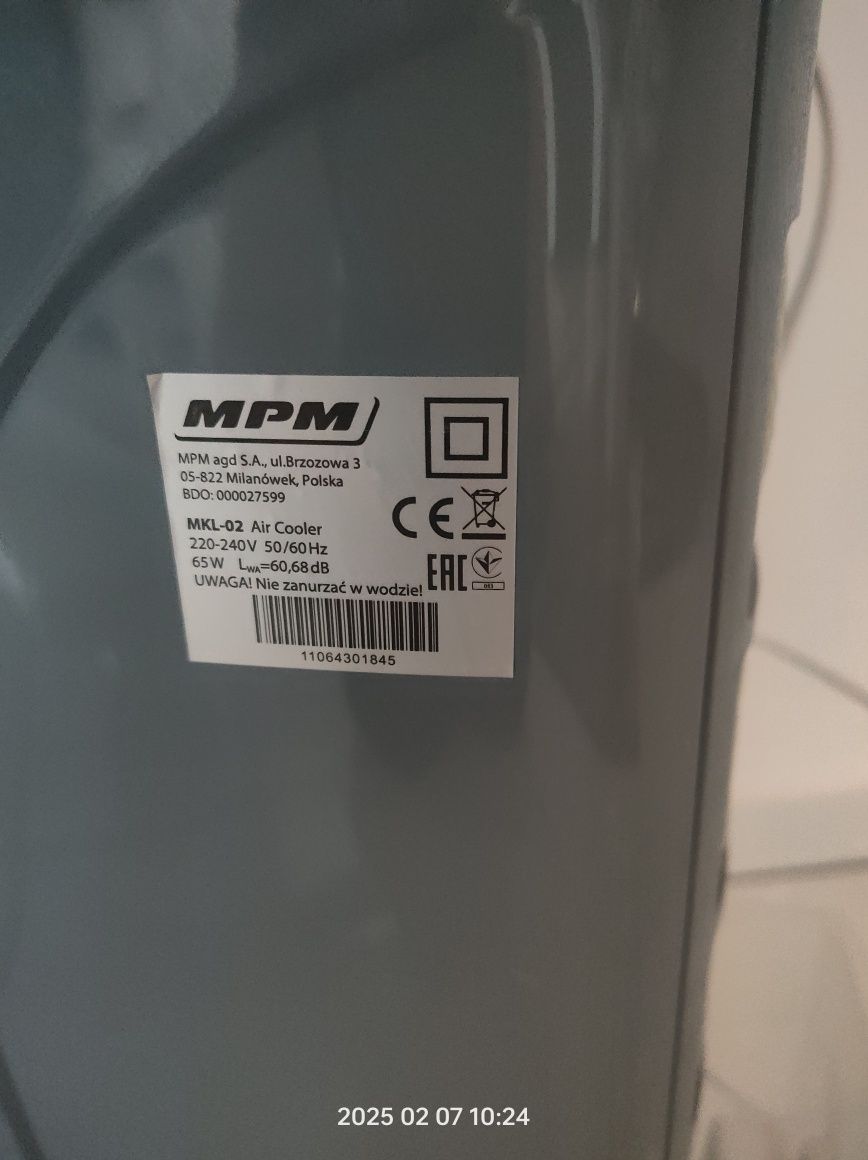 MPM
MPM agd S.A., ul.Brzozowa 3
05-822 Milanówek, Polska
BDO: 000027599
MKL-02 Air Cooler
220-240V 50/60Hz
65W LWA=60,68dB
UWAGA! Nie zanurzać w wodzie!
CE
EAC
11064301845
2025 02 07 10:24